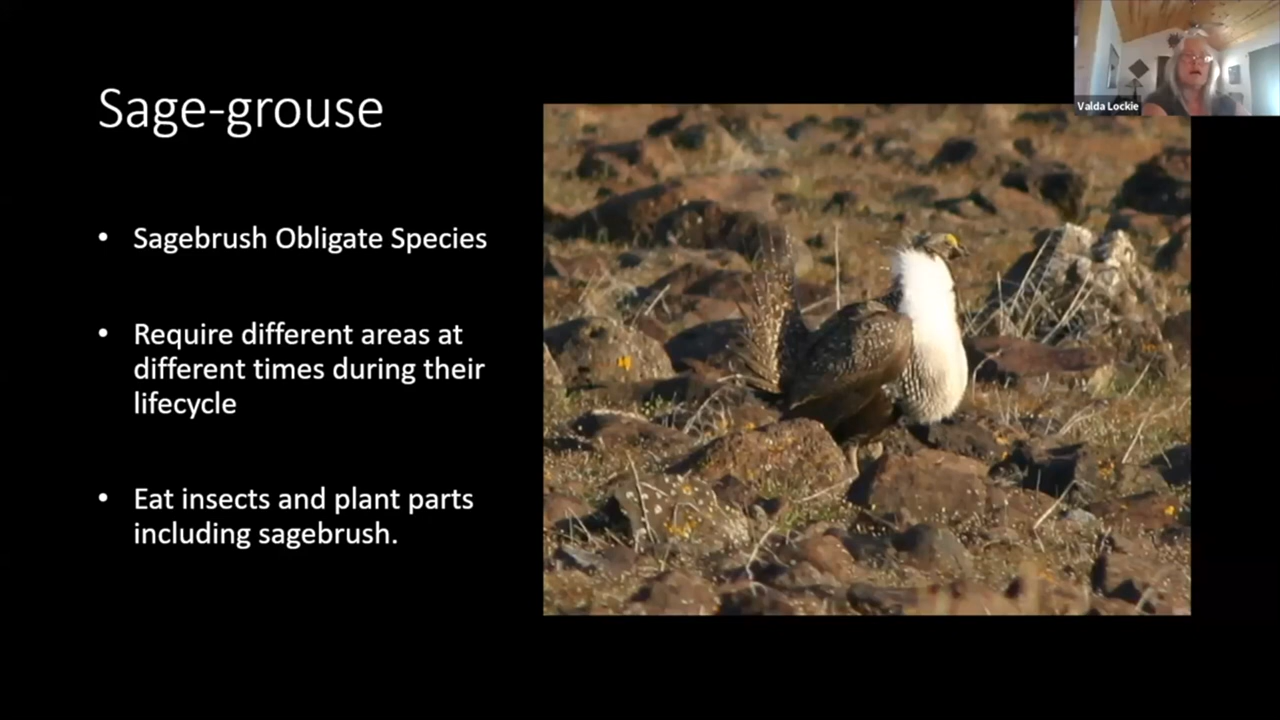 Sage-grouse
Valda Lockie
• Sagebrush Obligate Species
• Require different areas at
different times during their
lifecycle
• Eat insects and plant parts
including sagebrush.